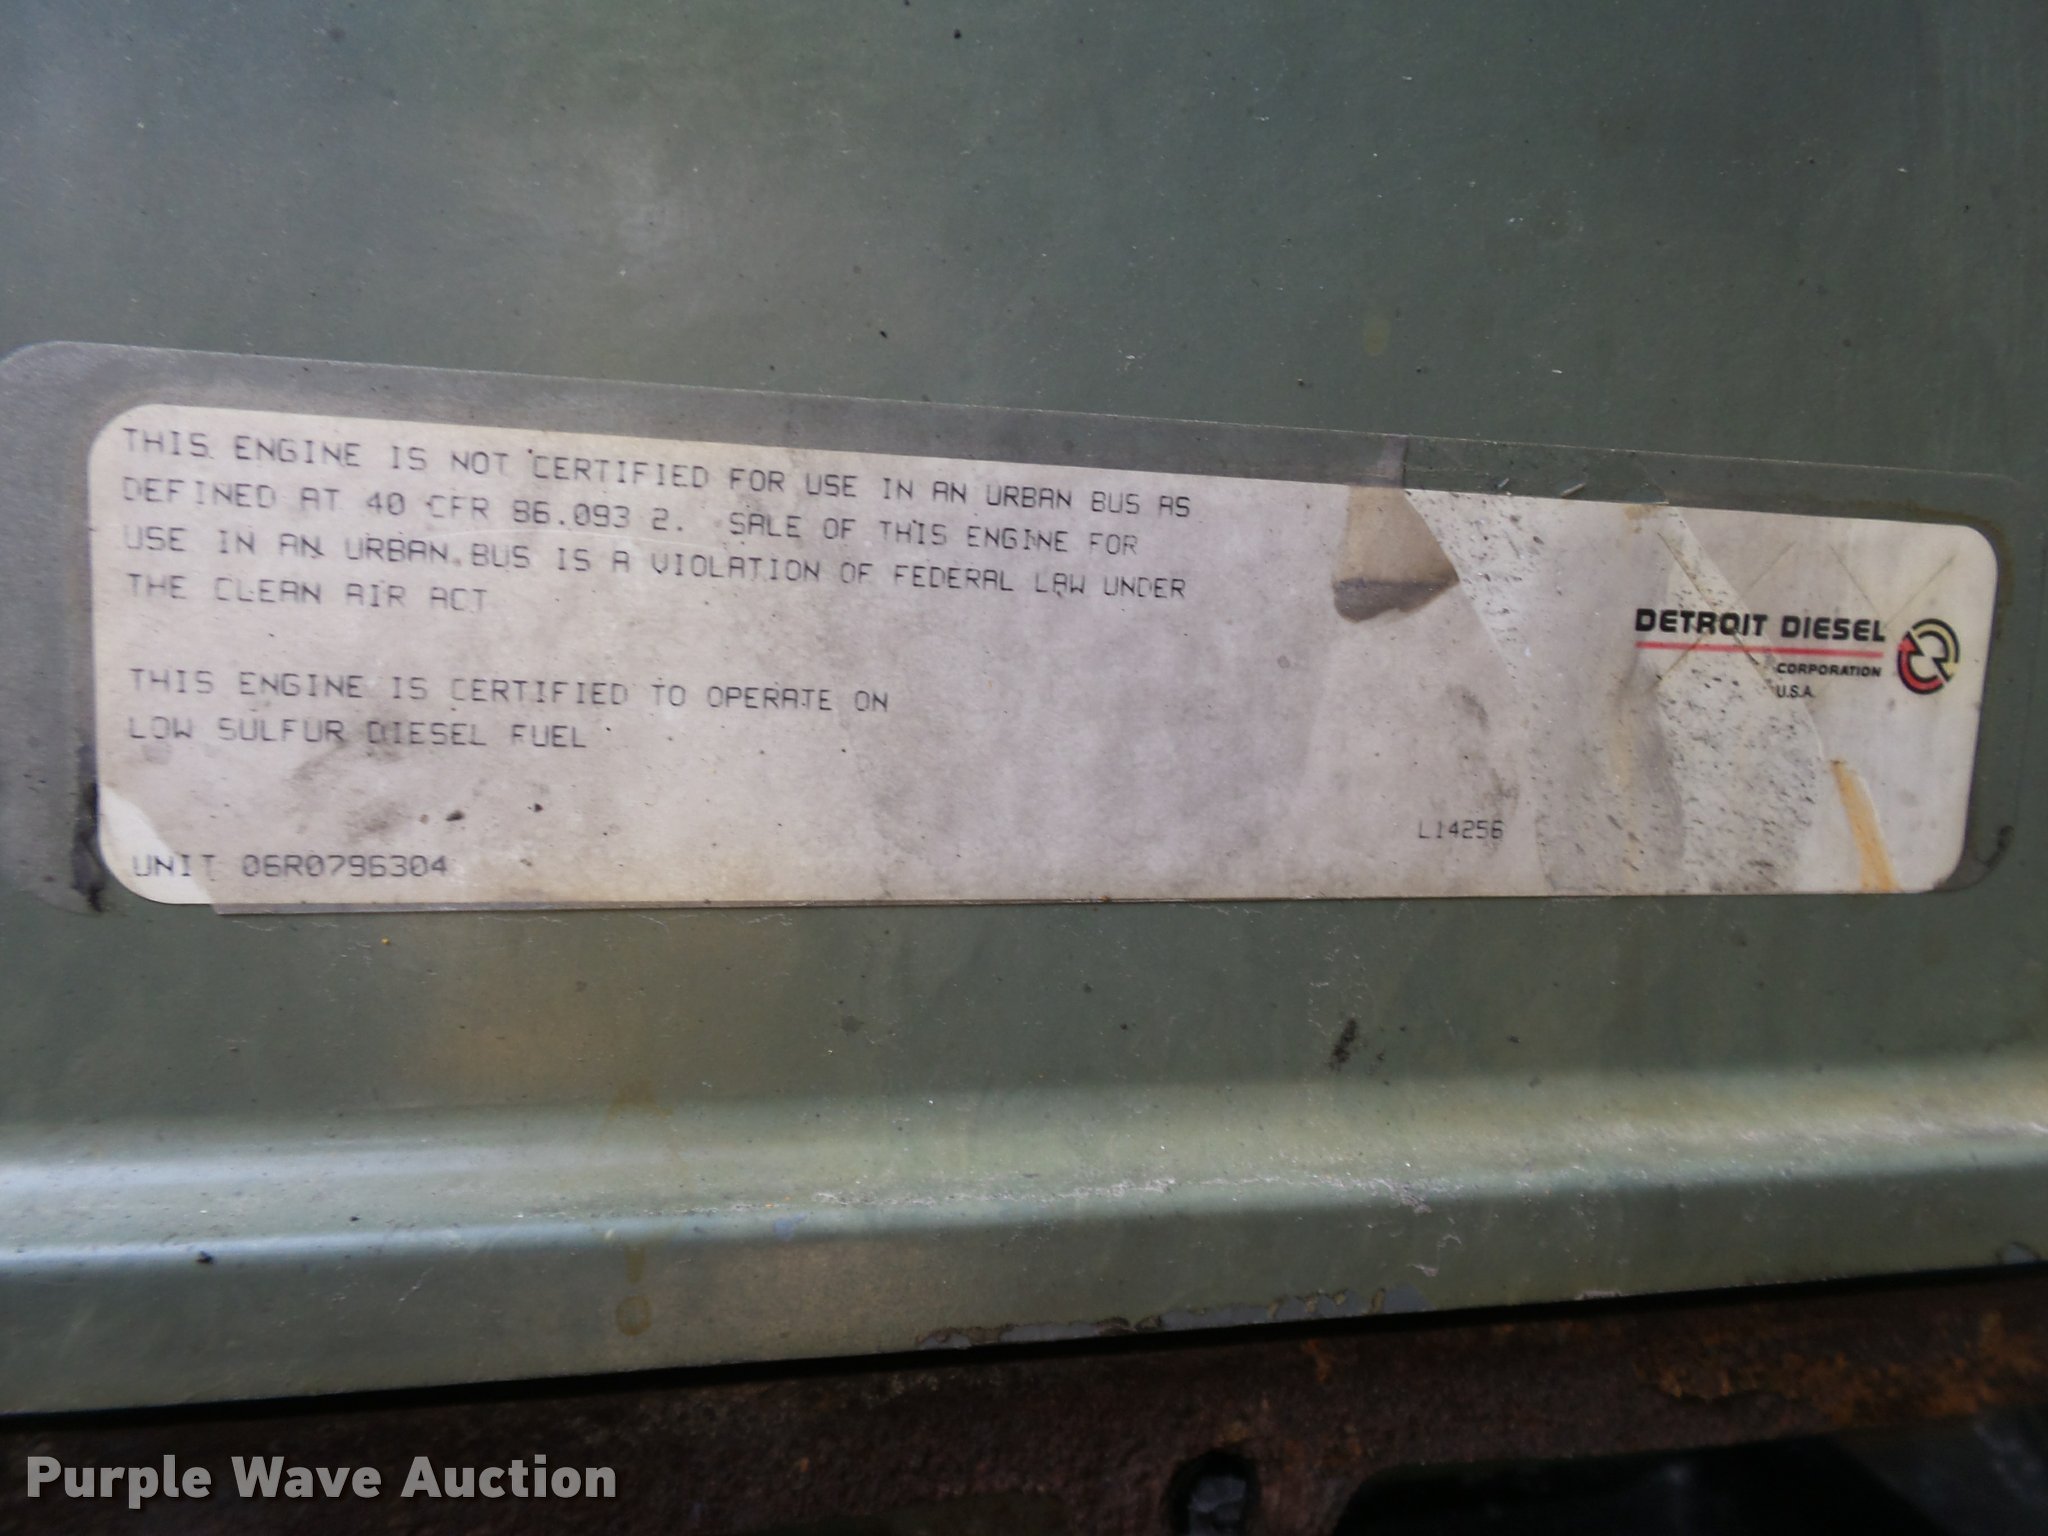 THIS ENGINE IS NOT CERTIFIED FOR USE IN AN URBAN BUS AS
DEFINED AT 40 CFR 86.093 2. SALE OF THIS ENGINE FOR
USE IN AN URBAN BUS IS A VIOLATION OF FEDERAL LAW UNDER
THE CLEAN AIR ACT
THIS ENGINE IS CERTIFIED TO OPERATE ON
LOW SULFUR DIESEL FUEL
UNIT 06R0796304
L14256
DETROIT DIESEL
CORPORATION
U.S.A.
Purple Wave Auction